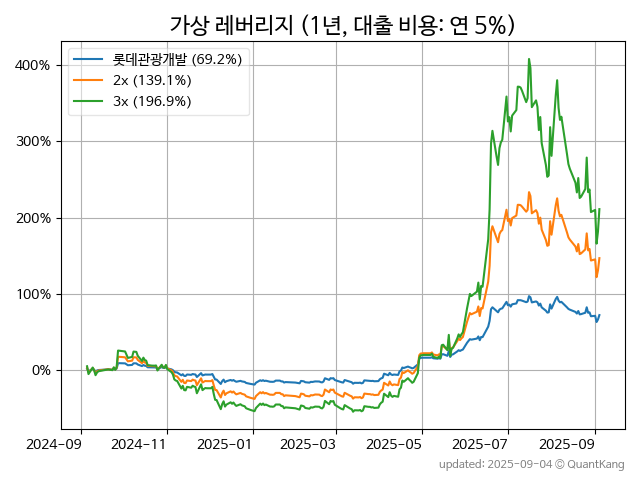 가상 레버리지 (1년, 대출 비용: 연 5%)
롯데관광개발 (69.2%)
2x (139.1%)
3x (196.9%)
400%
300%
200%
100%
0%
2024-09
2024-11
2025-01
2025-03
2025-05
2025-07
2025-09
updated: 2025-09-04 © QuantKang